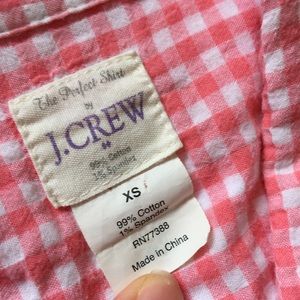 The Perfect Shirt
by
J.CREW
99% Cotton
1% Spandex
XS
99% Cotton
1% Spandex
RN77388
Made in China